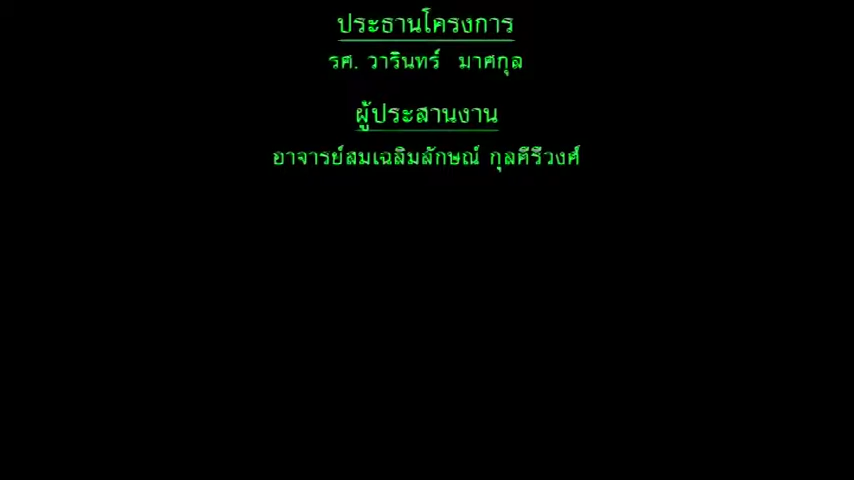 ประธานโครงการ
รศ. วารินทร์ มาศกุล
ผู้ประสานงาน
อาจารย์สมเฉลิมลักษณ์ กุลคีรีวงศ์